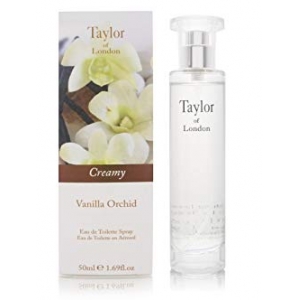 Taylor
of
London
Creamy
Vanilla Orchid
Eau de Toilette Spray
Eau de Toilette en Aérosol
50ml e 1.69fl oz.
Taylor
of
London